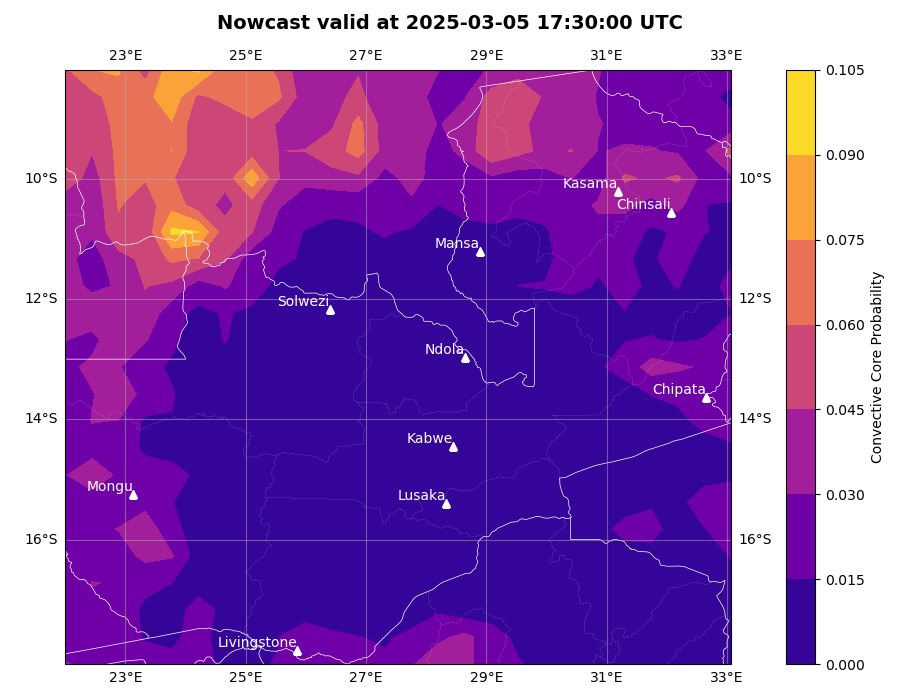 Nowcast valid at 2025-03-05 17:30:00 UTC
23°E 25°E 27°E 29°E 31°E 33°E
10°S 10°S
12°S 12°S
14°S 14°S
16°S 16°S
Kasama
Chinsali
Mansa
Solwezi
Ndola
Chipata
Kabwe
Mongu
Lusaka
Livingstone
23°E 25°E 27°E 29°E 31°E 33°E
0.105
0.090
0.075
0.060
0.045
0.030
0.015
0.000
Convective Core Probability